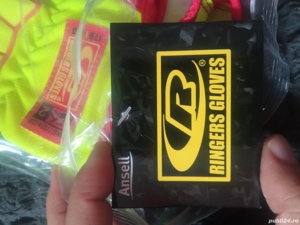 R®
RINGERS GLOVES
Ansell
publi24.ro